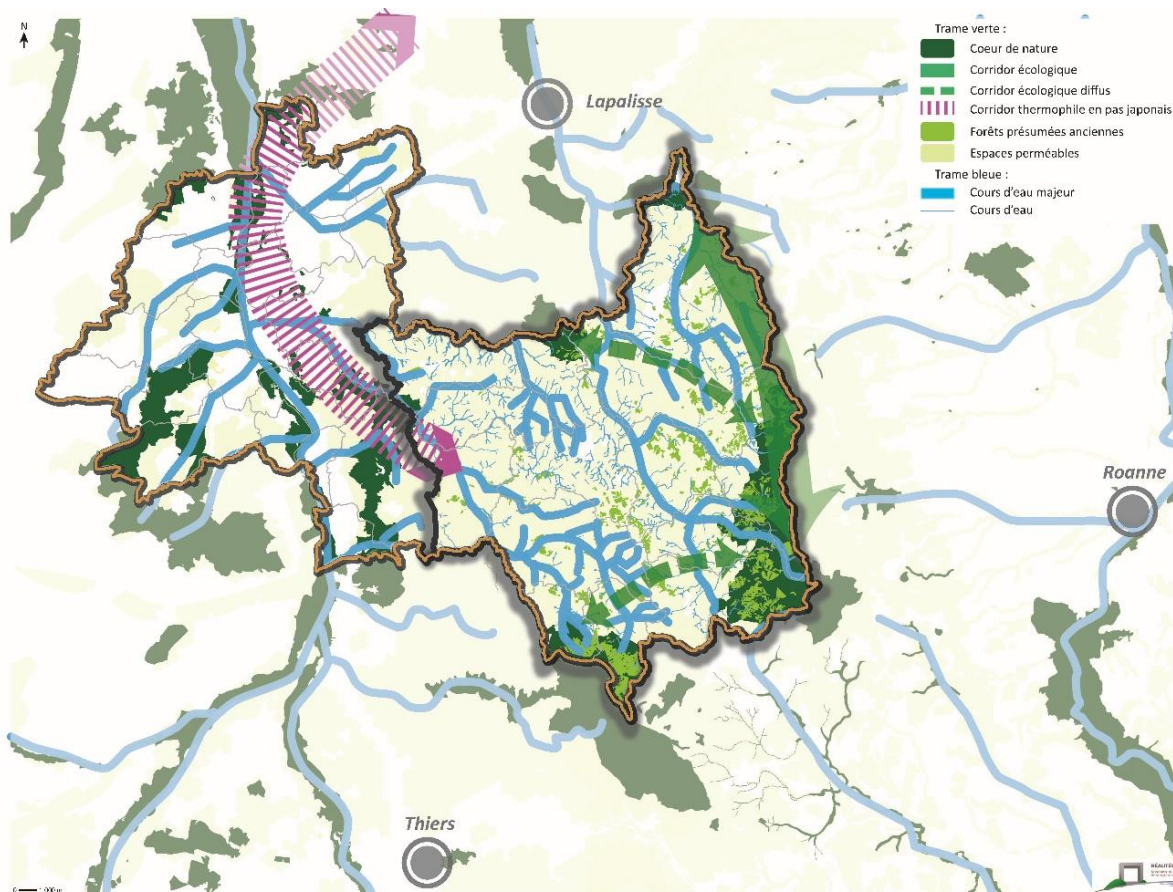 N
Lapalisse
Trame verte :
Coeur de nature
Corridor écologique
Corridor écologique diffus
Corridor thermophile en pas japonais
Forêts présumées anciennes
Espaces perméables
Trame bleue :
Cours d'eau majeur
Cours d'eau
Roanne
Thiers